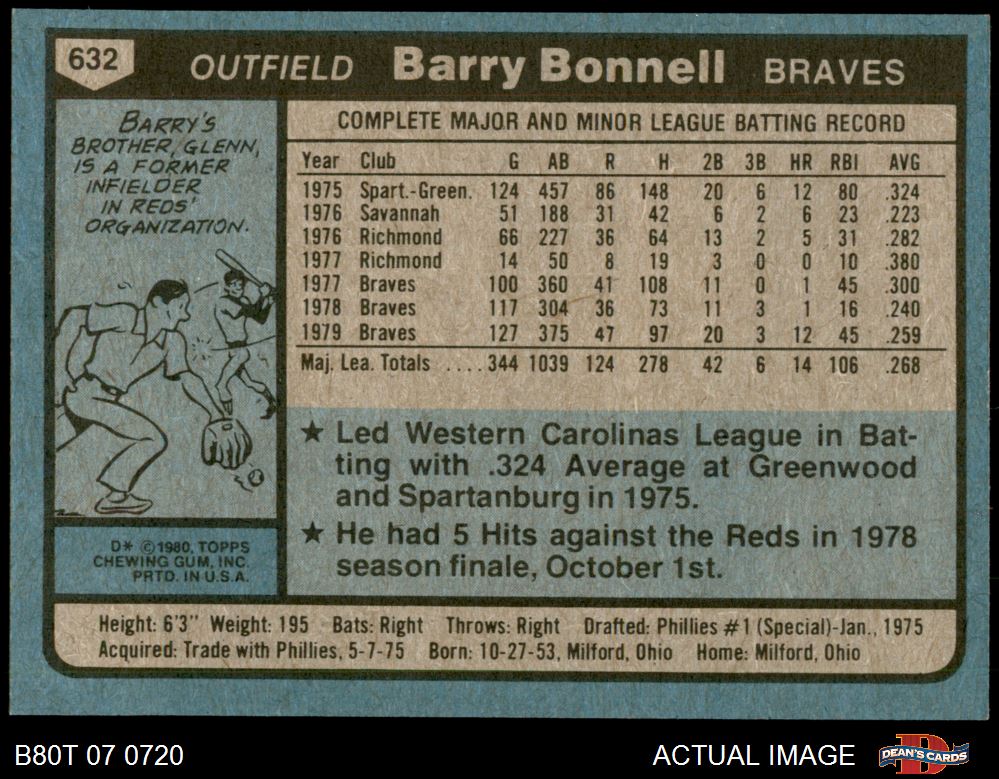 632 OUTFIELD Barry Bonnell BRAVES
BARRY'S
BROTHER, GLENN,
IS A FORMER
INFIELDER
IN REDS'
ORGANIZATION.
D* ©1980, TOPPS
CHEWING GUM, INC.
PRTD. IN U.S.A.
COMPLETE MAJOR AND MINOR LEAGUE BATTING RECORD
Year Club G AB R H 2B 3B HR RBI AVG
1975 Spart.-Green. 124 457 86 148 20 6 12 80 .324
1976 Savannah 51 188 31 42 6 2 6 23 .223
1976 Richmond 66 227 36 64 13 2 5 31 .282
1977 Richmond 14 50 8 19 3 0 0 10 .380
1977 Braves 100 360 41 108 11 0 1 45 .300
1978 Braves 117 304 36 73 11 3 1 16 .240
1979 Braves 127 375 47 97 20 3 12 45 .259
Maj. Lea. Totals .... 344 1039 124 278 42 6 14 106 .268
★ Led Western Carolinas League in Bat-
ting with .324 Average at Greenwood
and Spartanburg in 1975.
★ He had 5 Hits against the Reds in 1978
season finale, October 1st.
Height: 6'3" Weight: 195 Bats: Right Throws: Right Drafted: Phillies #1 (Special)-Jan., 1975
Acquired: Trade with Phillies, 5-7-75 Born: 10-27-53, Milford, Ohio Home: Milford, Ohio
B80T 07 0720 ACTUAL IMAGE DEAN'S CARDS